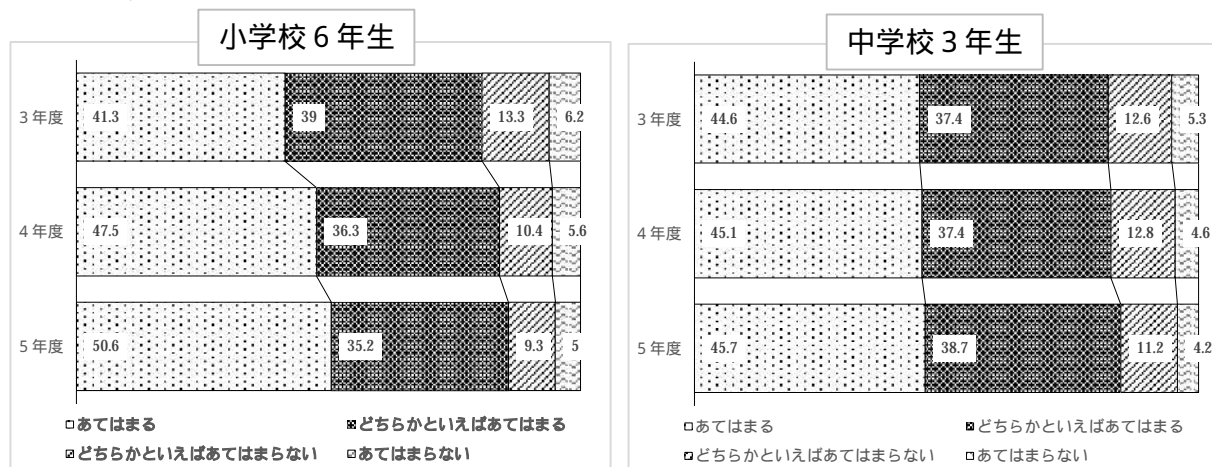 小学校６年生
3 年度
41.3 39 13.3 6.2
4 年度
47.5 36.3 10.4 5.6
5 年度
50.6 35.2 9.3 5
あてはまる どちらかといえばあてはまる
どちらかといえばあてはまらない あてはまらない
中学校３年生
3 年度
44.6 37.4 12.6 5.3
4 年度
45.1 37.4 12.8 4.6
5 年度
45.7 38.7 11.2 4.2
あてはまる どちらかといえばあてはまる
どちらかといえばあてはまらない あてはまらない